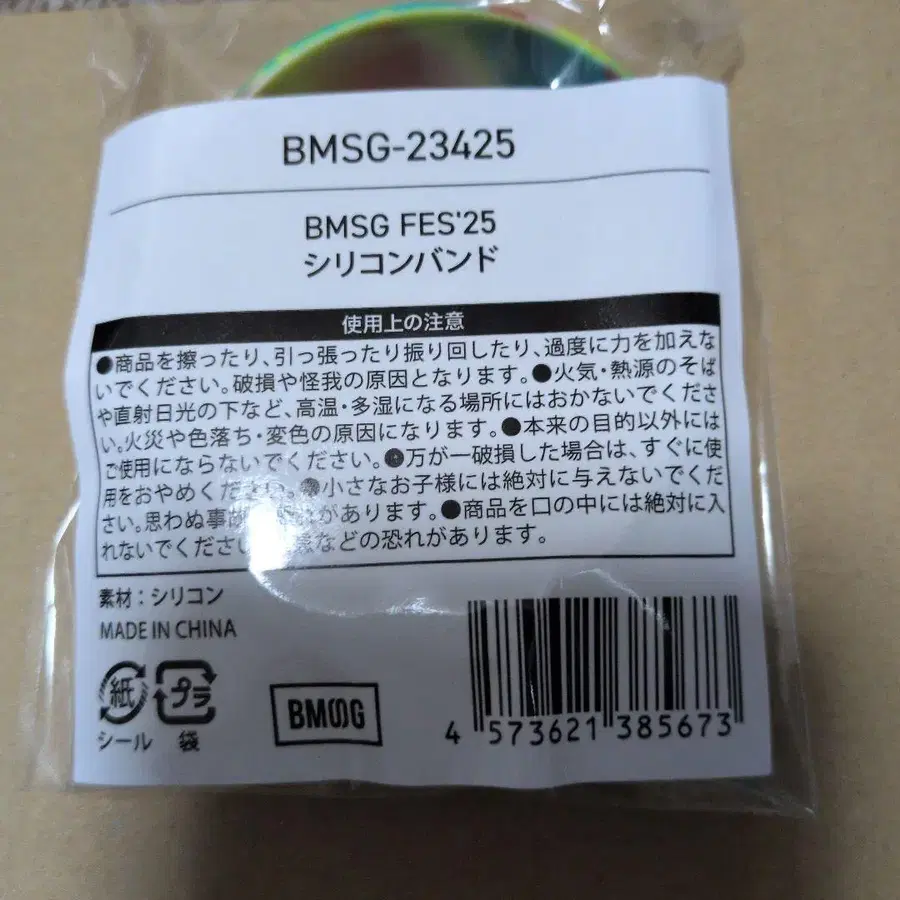 BMSG-23425
BMSG FES'25
シリコンバンド
使用上の注意
●商品を擦ったり、引っ張ったり振り回したり、過度に力を加えな
いでください。破損や怪我の原因となります。●火気・熱源のそば
や直射日光の下など、高温・多湿になる場所にはおかないでくださ
い。火災や色落ち・変色の原因になります。●本来の目的以外には
ご使用にならないでください。●万が一破損した場合は、すぐに使
用をおやめください。●小さなお子様には絶対に与えないでくだ
さい。思わぬ事故 があります。●商品を口の中には絶対に入
れないでください などの恐れがあります。
素材：シリコン
MADE IN CHINA
紙 プラ
シール 袋
BMSG
4 573621 385673